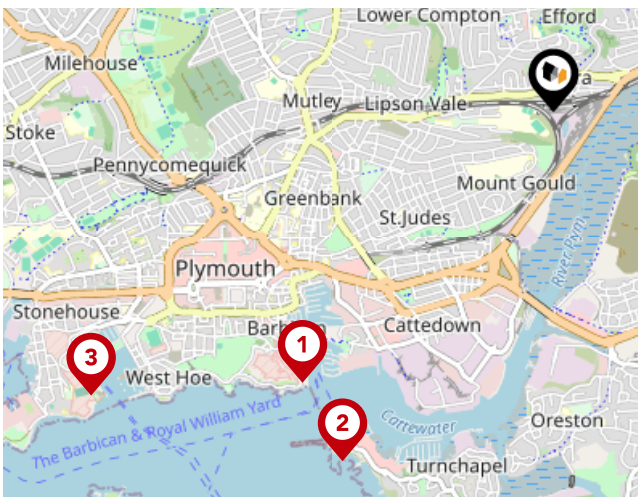 Lower Compton
Efford
Milehouse
a
Mutley
Lipson Vale
Stoke
Pennycomequick
Mount Gould
Greenbank
St.Judes
River Plym
Plymouth
Stonehouse
Cattedown
1
3
West Hoe
The Barbican & Royal William Yard
2
Cattewater
Oreston
Turnchapel